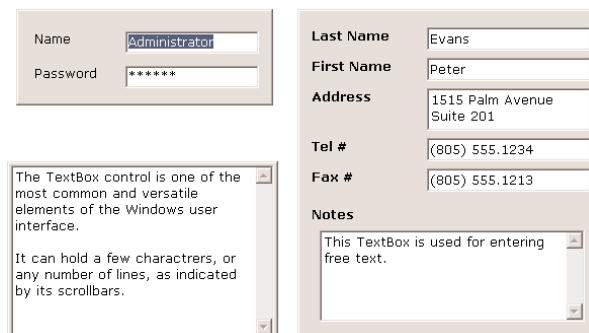 Name Administrator
Password ******
The TextBox control is one of the
most common and versatile
elements of the Windows user
interface.
It can hold a few charactrers, or
any number of lines, as indicated
by its scrollbars.
Last Name Evans
First Name Peter
Address 1515 Palm Avenue
Suite 201
Tel # (805) 555.1234
Fax # (805) 555.1213
Notes
This TextBox is used for entering
free text.